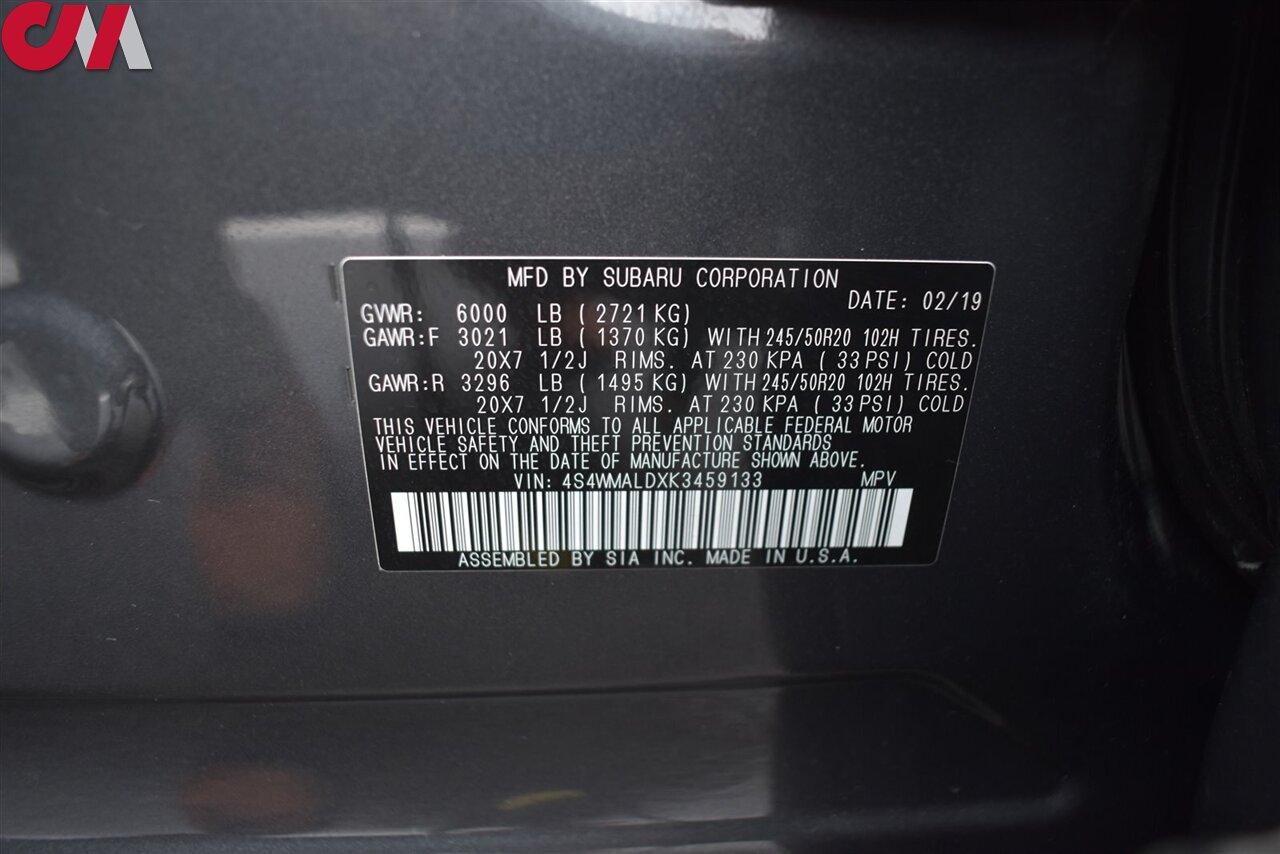 CM
MFD BY SUBARU CORPORATION
DATE: 02/19
GVWR: 6000 LB ( 2721 KG)
GAWR:F 3021 LB ( 1370 KG) WITH 245/50R20 102H TIRES.
20X7 1/2J RIMS. AT 230 KPA ( 33 PSI) COLD
GAWR:R 3296 LB ( 1495 KG) WITH 245/50R20 102H TIRES.
20X7 1/2J RIMS. AT 230 KPA ( 33 PSI) COLD
THIS VEHICLE CONFORMS TO ALL APPLICABLE FEDERAL MOTOR
VEHICLE SAFETY AND THEFT PREVENTION STANDARDS
IN EFFECT ON THE DATE OF MANUFACTURE SHOWN ABOVE.
VIN: 4S4WMALDXK3459133 MPV
ASSEMBLED BY SIA INC. MADE IN U.S.A.